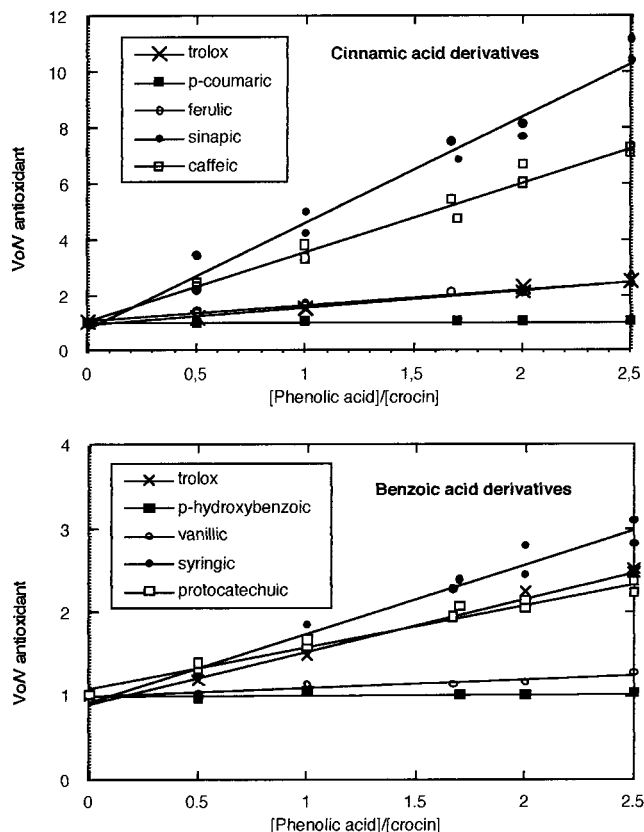 12
10
8
6
4
2
0
Vo/V antioxidant
trolox
p-coumaric
ferulic
sinapic
caffeic
Cinnamic acid derivatives
0
0,5
1
1,5
2
2,5
[Phenolic acid]/[crocin]
4
3
2
1
0
Vo/V antioxidant
trolox
p-hydroxybenzoic
vanillic
syringic
protocatechuic
Benzoic acid derivatives
0
0.5
1
1.5
2
2.5
[Phenolic acid]/[crocin]